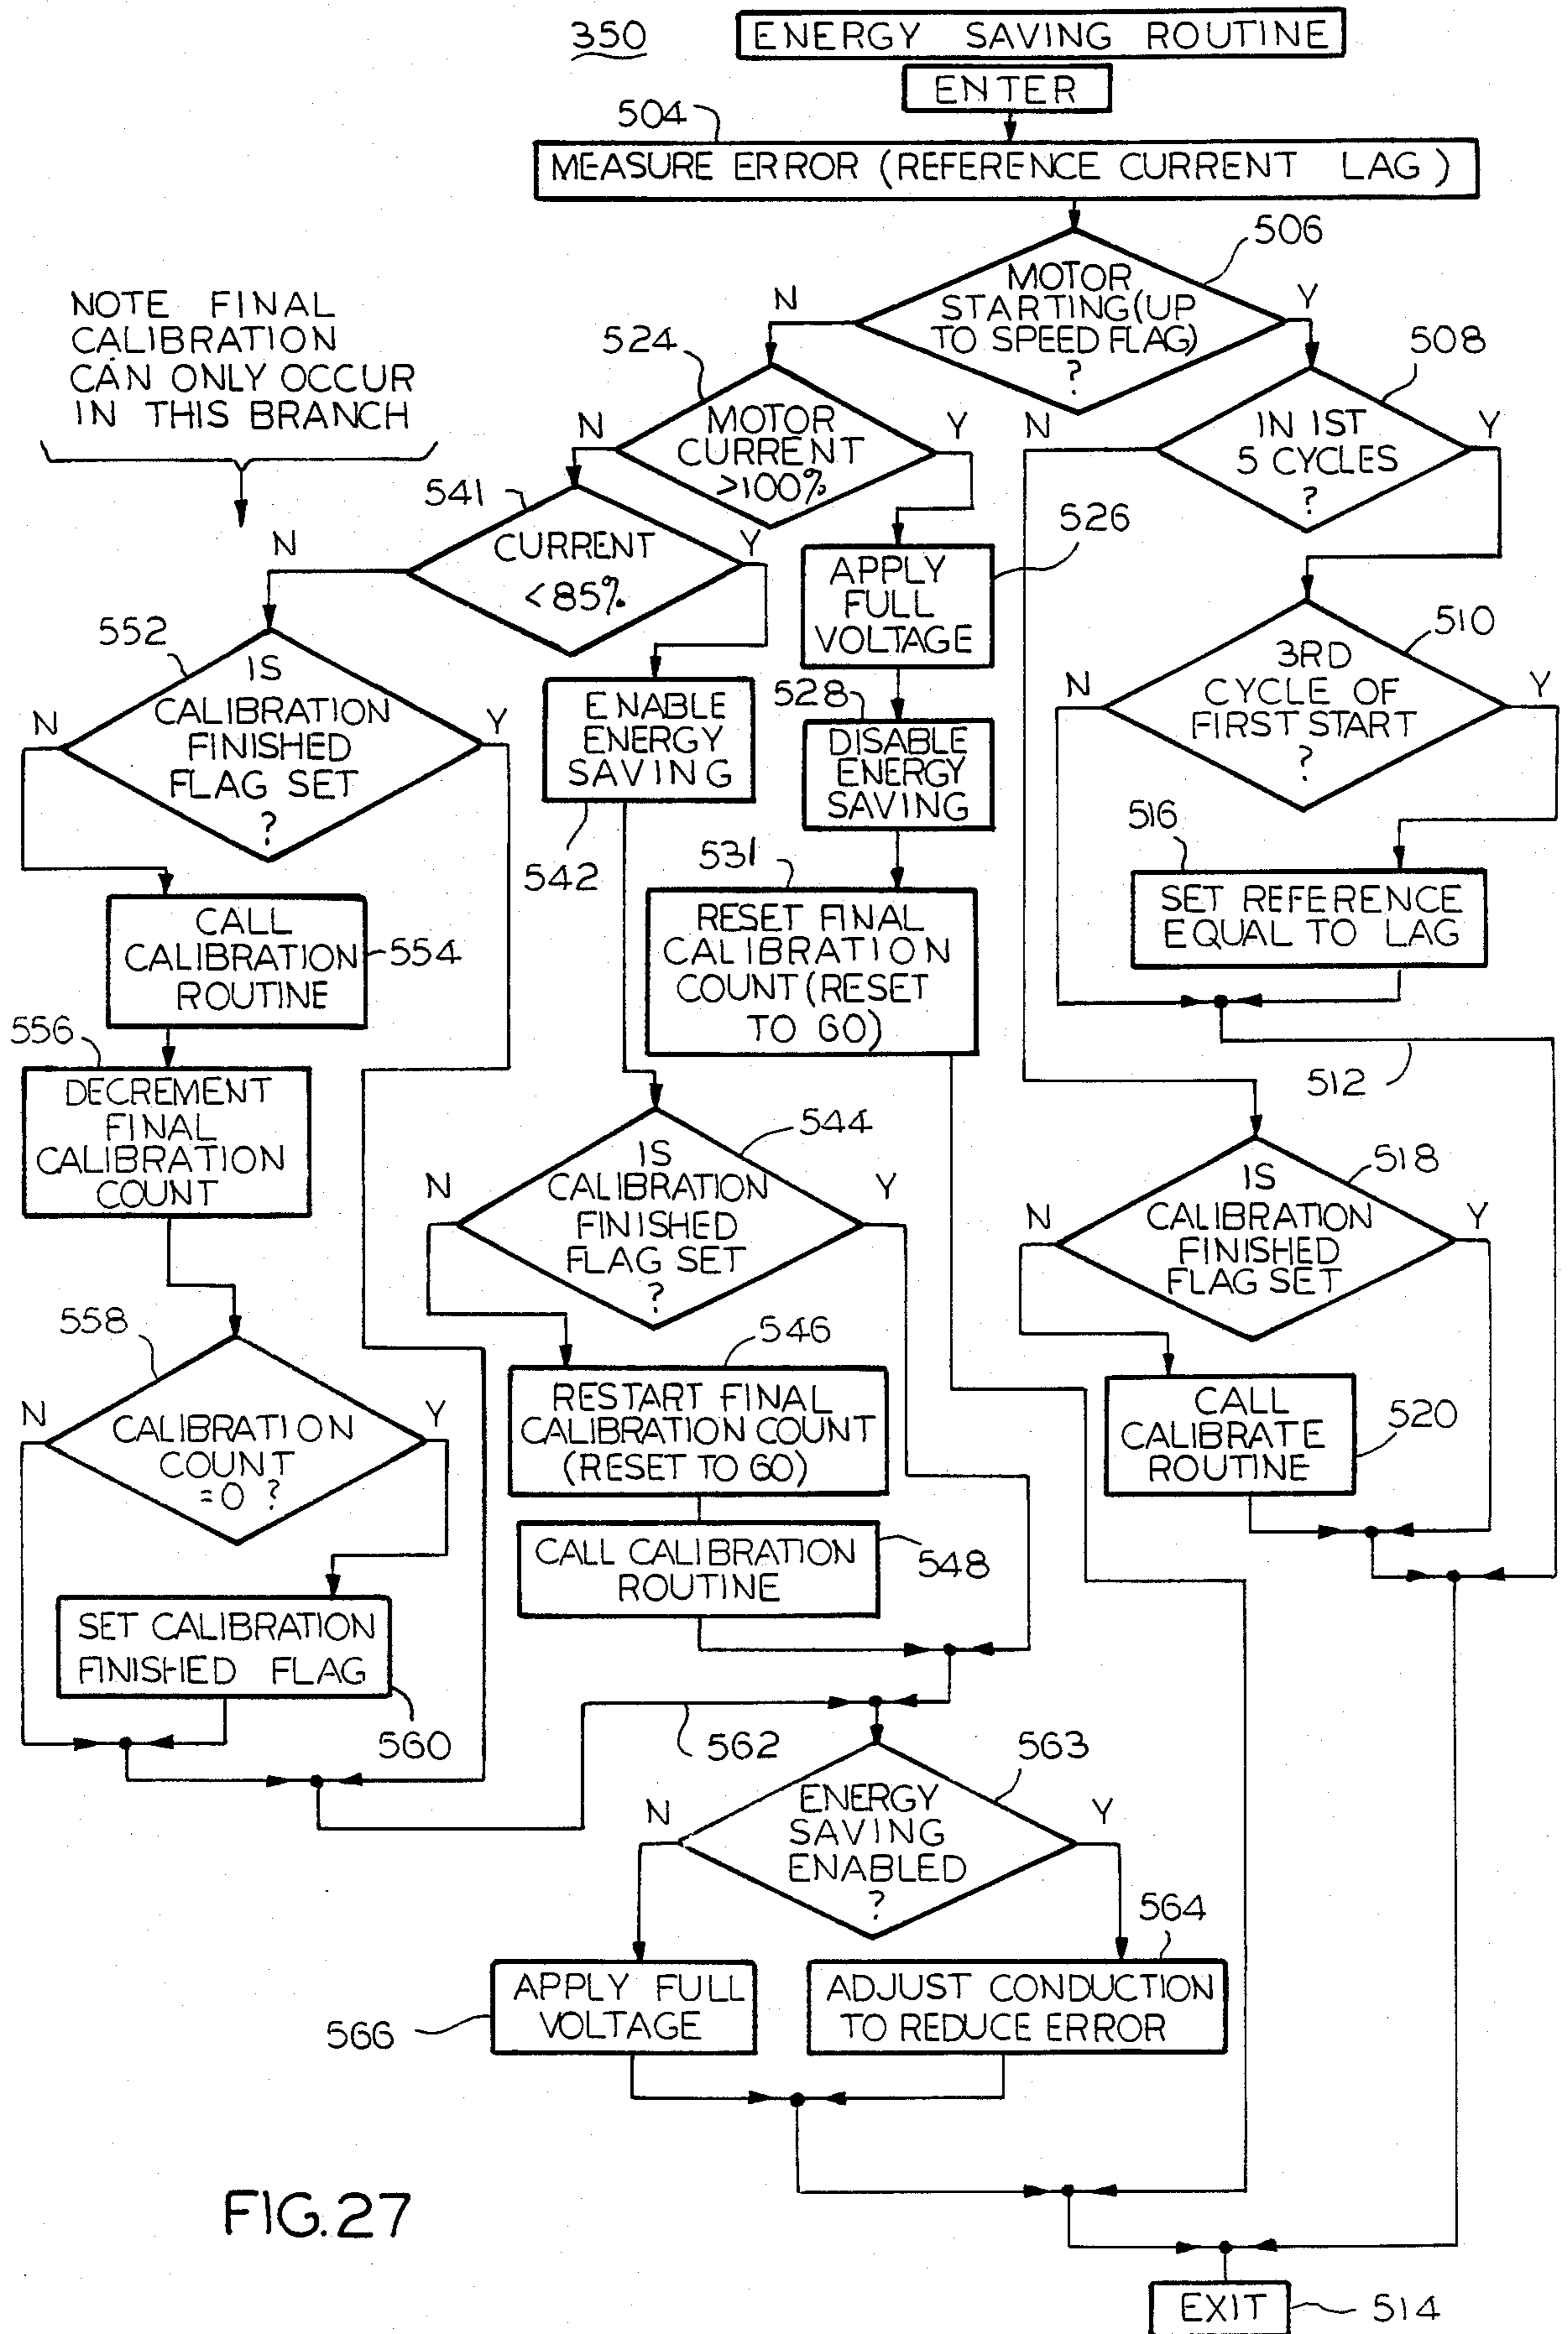 350
ENERGY SAVING ROUTINE
ENTER
504
MEASURE ERROR (REFERENCE CURRENT LAG)
506
MOTOR
STARTING (UP
TO SPEED FLAG)
?
N
Y
NOTE FINAL
CALIBRATION
CAN ONLY OCCUR
IN THIS BRANCH
524
MOTOR
CURRENT
>100%
N
Y
508
IN 1ST
5 CYCLES
?
N
Y
541
CURRENT
<85%
N
Y
526
APPLY
FULL
VOLTAGE
510
3RD
CYCLE OF
FIRST START
?
N
Y
552
IS
CALIBRATION
FINISHED
FLAG SET
?
N
Y
ENABLE
ENERGY
SAVING
542
528
DISABLE
ENERGY
SAVING
516
SET REFERENCE
EQUAL TO LAG
531
RESET FINAL
CALIBRATION
COUNT (RESET
TO 60)
CALL
CALIBRATION
ROUTINE
554
512
556
DECREMENT
FINAL
CALIBRATION
COUNT
544
IS
CALIBRATION
FINISHED
FLAG SET
?
N
Y
518
IS
CALIBRATION
FINISHED
FLAG SET
N
Y
558
CALIBRATION
COUNT
=0 ?
N
Y
546
RESTART FINAL
CALIBRATION COUNT
(RESET TO 60)
CALL
CALIBRATE
ROUTINE
520
CALL CALIBRATION
ROUTINE
548
SET CALIBRATION
FINISHED FLAG
560
562
563
ENERGY
SAVING
ENABLED
?
N
Y
564
APPLY FULL
VOLTAGE
566
ADJUST CONDUCTION
TO REDUCE ERROR
FIG. 27
EXIT
514